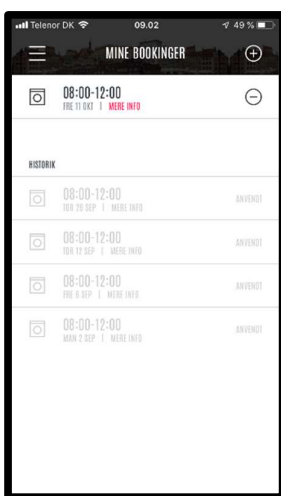 Telenor DK 09.02 49 %
MINE BOOKINGER
08:00-12:00
FRE 11 OKT | MERE INFO
HISTORIK
08:00-12:00
TOR 26 SEP | MERE INFO
ANVENDT
08:00-12:00
TOR 12 SEP | MERE INFO
ANVENDT
08:00-12:00
FRE 6 SEP | MERE INFO
ANVENDT
08:00-12:00
MAN 2 SEP | MERE INFO
ANVENDT